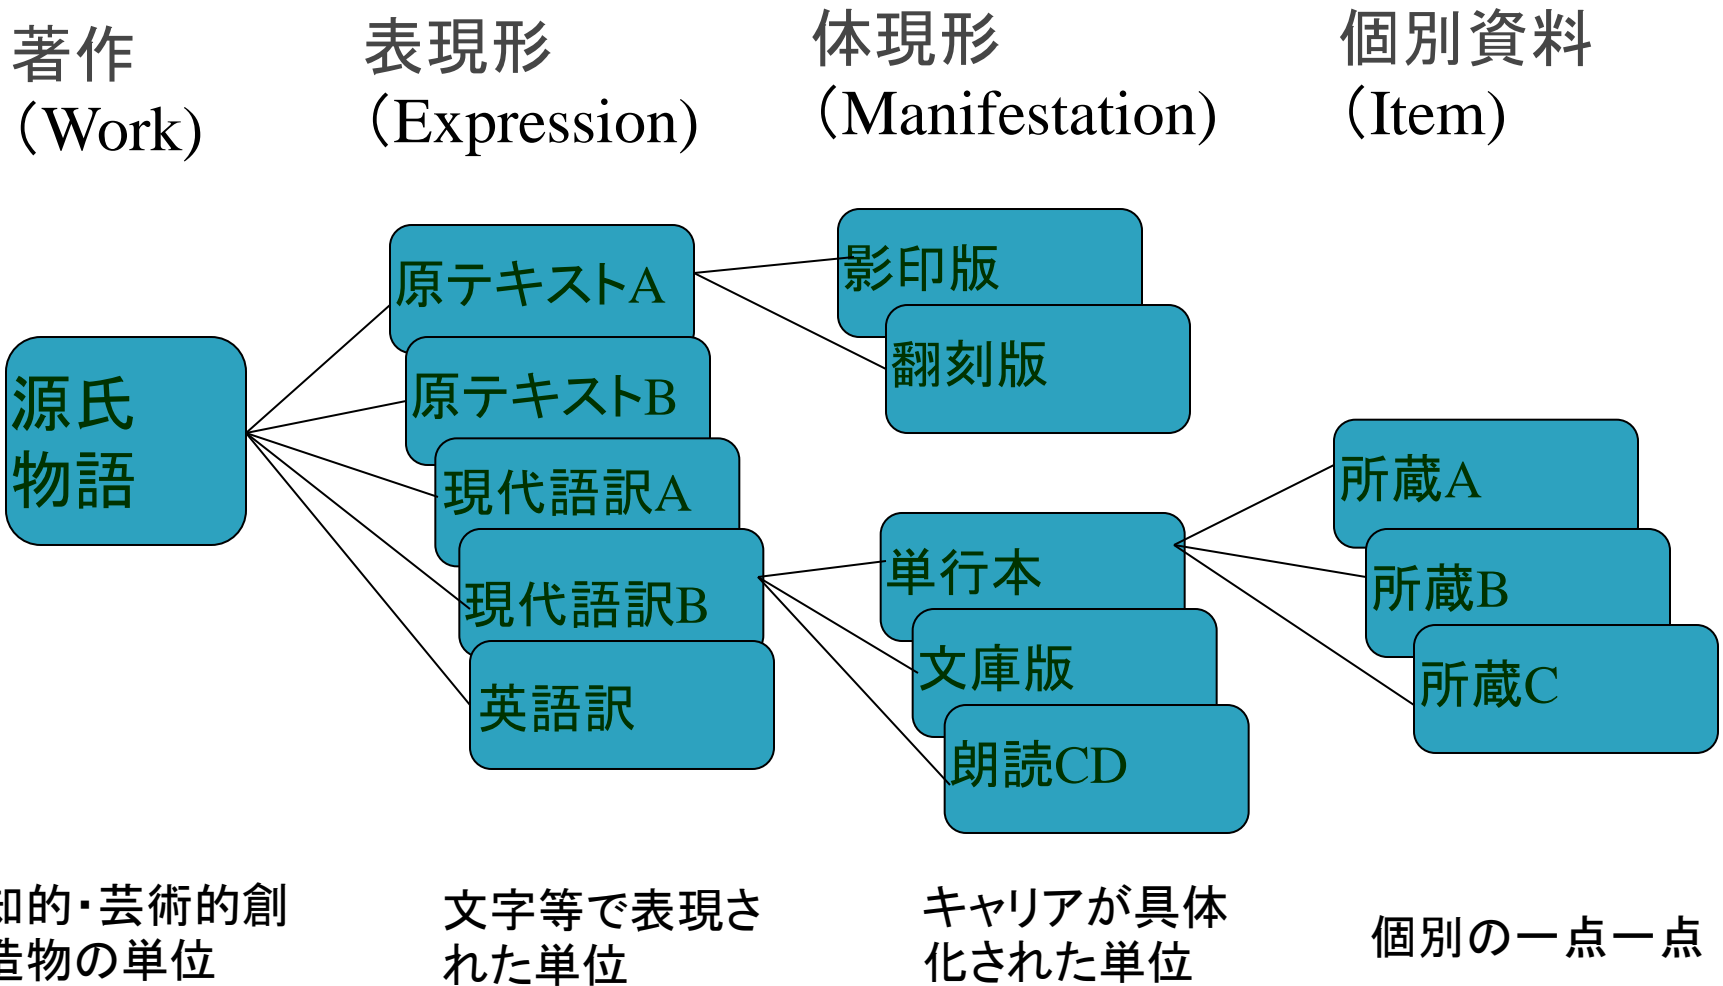 著作
（Work)
表現形
（Expression)
体現形
（Manifestation)
個別資料
（Item)
源氏
物語
原テキストA
原テキストB
現代語訳A
現代語訳B
英語訳
影印版
翻刻版
単行本
文庫版
朗読CD
所蔵A
所蔵B
所蔵C
知的・芸術的創
造物の単位
文字等で表現さ
れた単位
キャリアが具体
化された単位
個別の一点一点